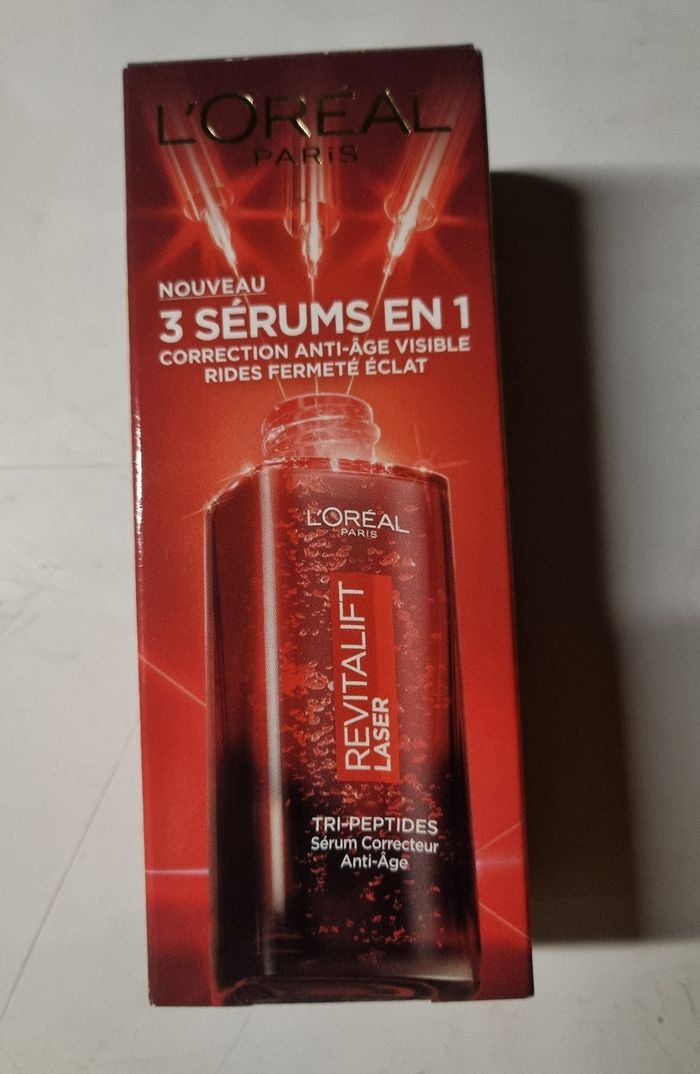 L'ORÉAL
PARIS
NOUVEAU
3 SÉRUMS EN 1
CORRECTION ANTI-ÂGE VISIBLE
RIDES FERMETÉ ÉCLAT
L'ORÉAL
PARIS
REVITALIFT
LASER
TRI-PEPTIDES
Sérum Correcteur
Anti-Âge